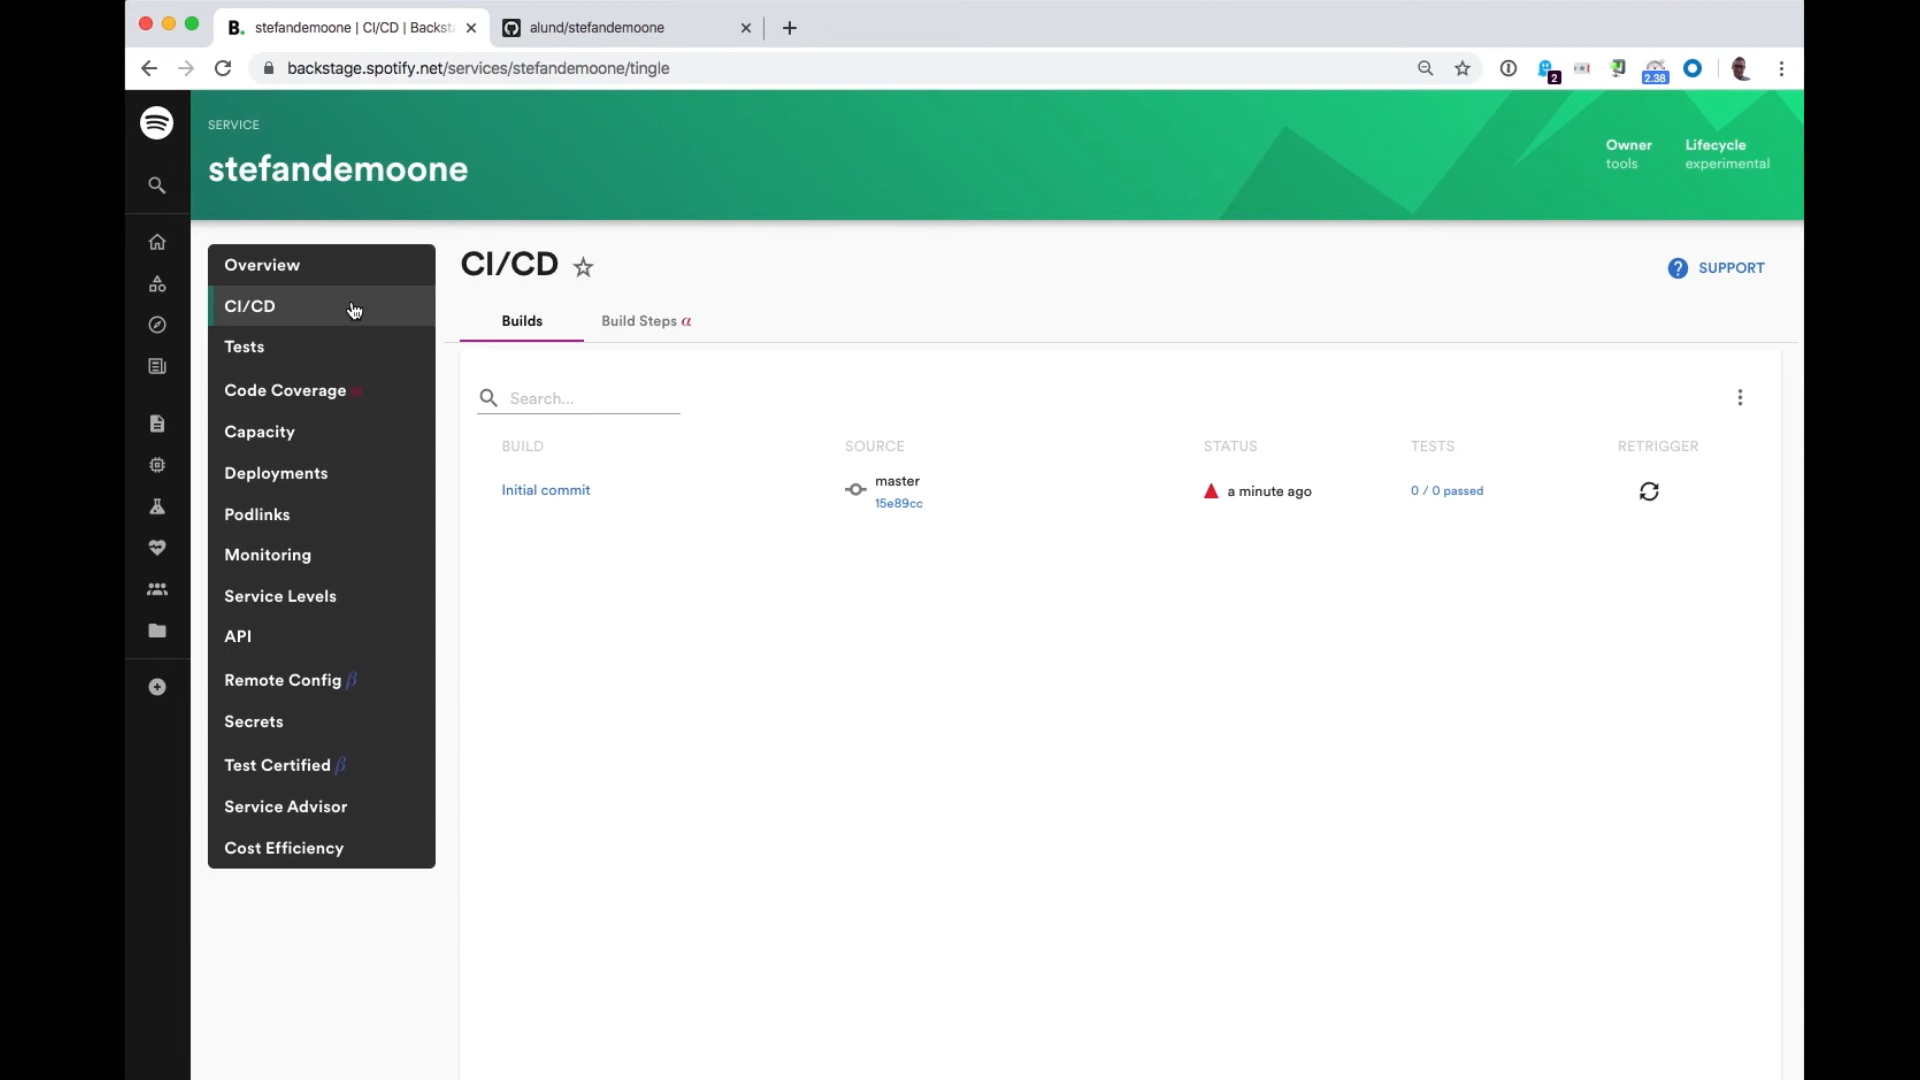 B. stefandemoone | CI/CD | Backst
alund/stefandemoone
backstage.spotify.net/services/stefandemoone/tingle
2
2.38
SERVICE
stefandemoone
Owner
tools
Lifecycle
experimental
Overview
CI/CD
Tests
Code Coverage α
Capacity
Deployments
Podlinks
Monitoring
Service Levels
API
Remote Config β
Secrets
Test Certified β
Service Advisor
Cost Efficiency
CI/CD
? SUPPORT
Builds
Build Steps α
Search...
BUILD SOURCE STATUS TESTS RETRIGGER
Initial commit
master
15e89cc
a minute ago
0 / 0 passed